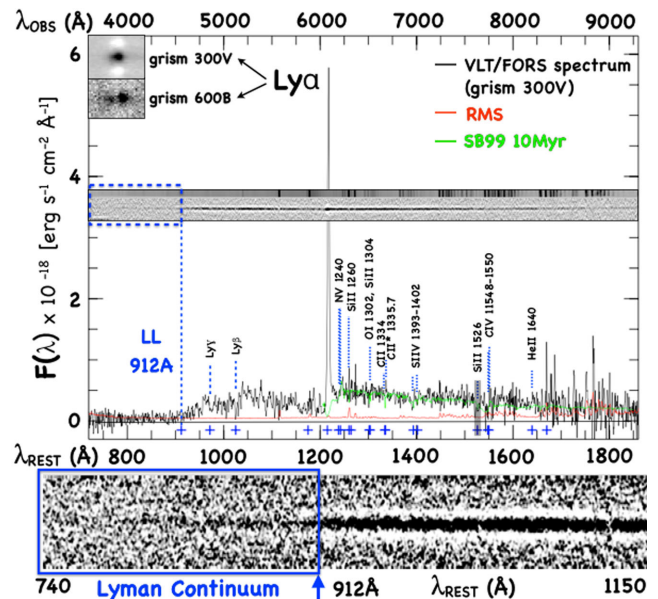 λOBS (Å) 4000 5000 6000 7000 8000 9000
6
4
2
0
grism 300V
grism 600B
Lyα
VLT/FORS spectrum
(grism 300V)
RMS
SB99 10Myr
F(λ) x 10⁻¹⁸ [erg s⁻¹ cm⁻² Å⁻¹]
LL
912A
Lyγ
Lyβ
NV 1240
SiII 1260
OI 1302, SiII 1304
CII 1334
CII* 1335.7
SiIV 1393-1402
SiII 1526
CIV 11548-1550
HeII 1640
λREST (Å) 800 1000 1200 1400 1600 1800
740 Lyman Continuum 912Å λREST (Å) 1150